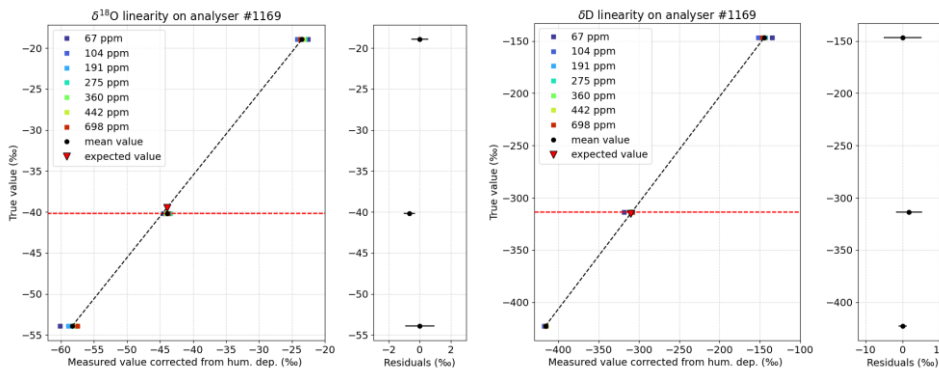 δ¹⁸O linearity on analyser #1169
True value (‰)
−20
−25
−30
−35
−40
−45
−50
−55
67 ppm
104 ppm
191 ppm
275 ppm
360 ppm
442 ppm
698 ppm
mean value
expected value
−60 −55 −50 −45 −40 −35 −30 −25 −20
Measured value corrected from hum. dep. (‰)
−20
−25
−30
−35
−40
−45
−50
−55
−2 0 2
Residuals (‰)
δD linearity on analyser #1169
True value (‰)
−150
−200
−250
−300
−350
−400
67 ppm
104 ppm
191 ppm
275 ppm
360 ppm
442 ppm
698 ppm
mean value
expected value
−400 −350 −300 −250 −200 −150 −100
Measured value corrected from hum. dep. (‰)
−150
−200
−250
−300
−350
−400
−10 0
Residuals (‰)